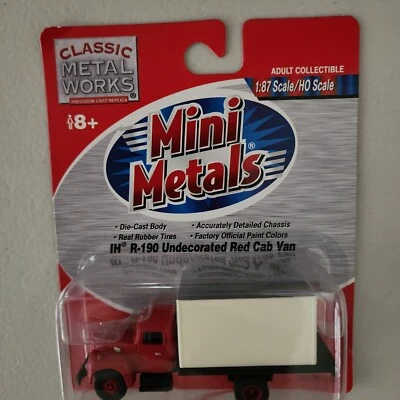 CLASSIC
METAL
WORKS®
PRECISION CAST REPLICA
8+
ADULT COLLECTIBLE
1:87 Scale/HO Scale
Mini
Metals®
• Die-Cast Body
• Accurately Detailed Chassis
• Real Rubber Tires
• Factory Official Paint Colors
IH® R-190 Undecorated Red Cab Van